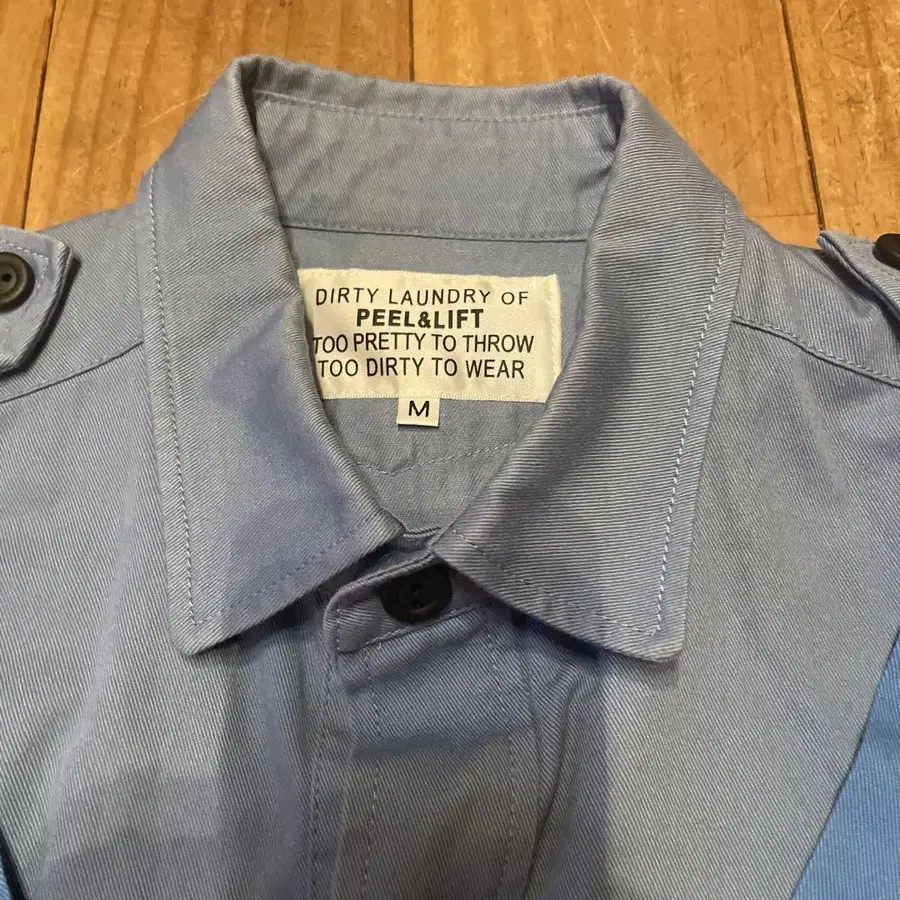 DIRTY LAUNDRY OF
PEEL&LIFT
TOO PRETTY TO THROW
TOO DIRTY TO WEAR
M